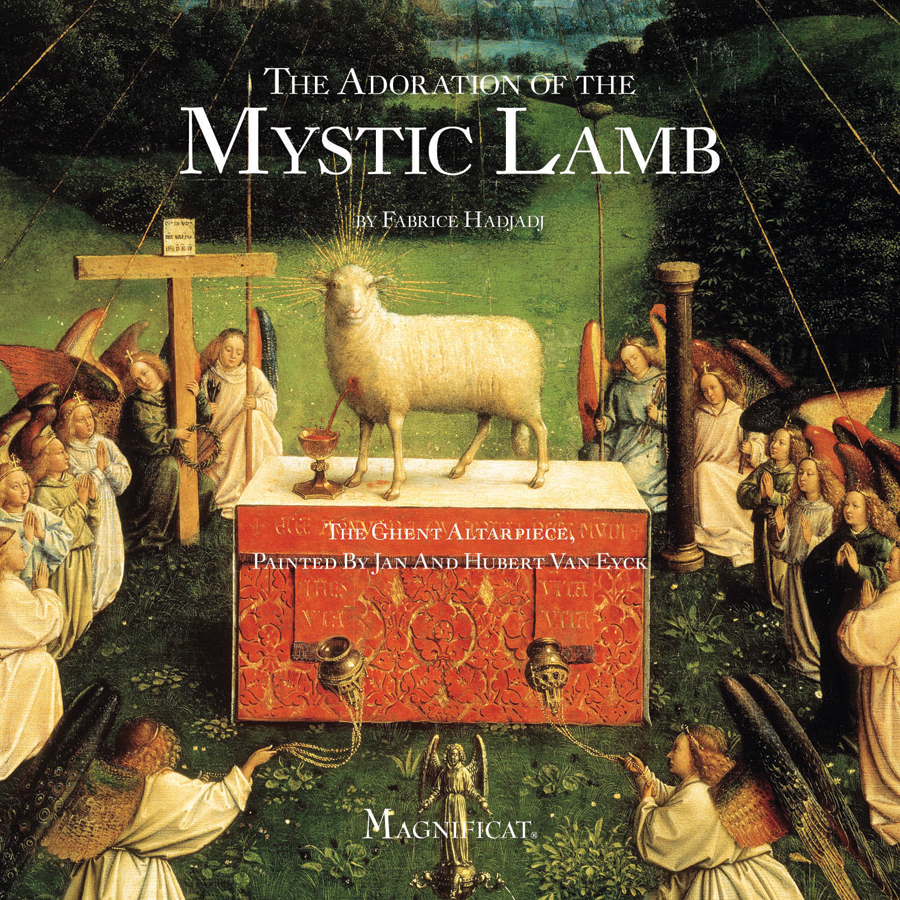 The Adoration of the
Mystic Lamb
by Fabrice Hadjadj
The Ghent Altarpiece,
Painted By Jan And Hubert Van Eyck
VIA
Magnificat®